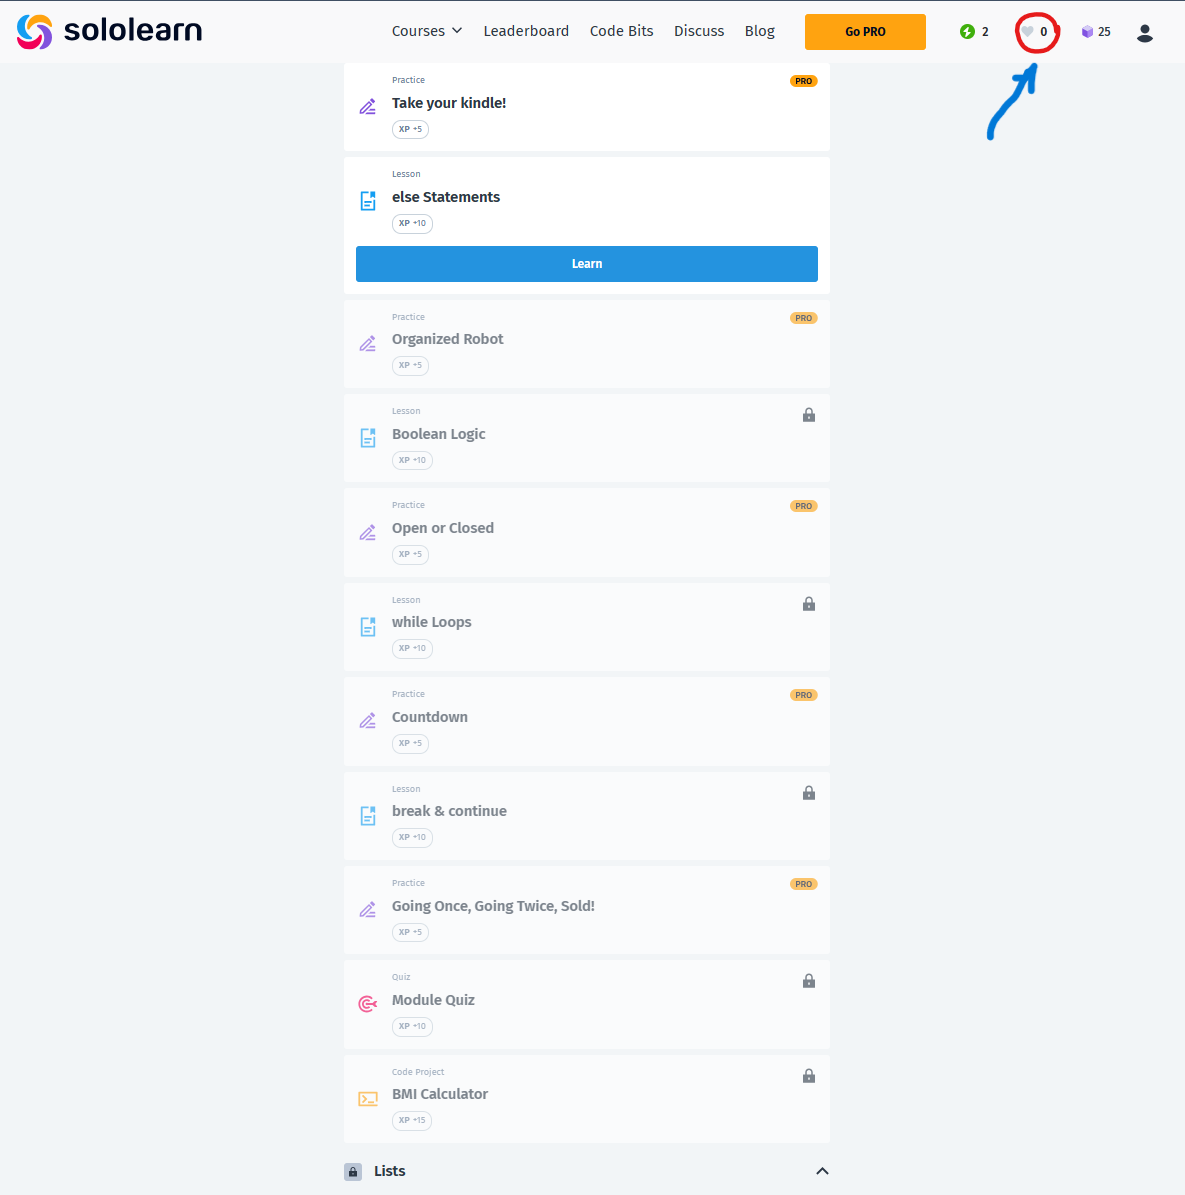 sololearn Courses Leaderboard Code Bits Discuss Blog Go PRO 2 0 25
Practice PRO
Take your kindle!
XP +5
Lesson
else Statements
XP +10
Learn
Practice PRO
Organized Robot
XP +5
Lesson
Boolean Logic
XP +10
Practice PRO
Open or Closed
XP +5
Lesson
while Loops
XP +10
Practice PRO
Countdown
XP +5
Lesson
break & continue
XP +10
Practice PRO
Going Once, Going Twice, Sold!
XP +5
Quiz
Module Quiz
XP +10
Code Project
BMI Calculator
XP +15
Lists